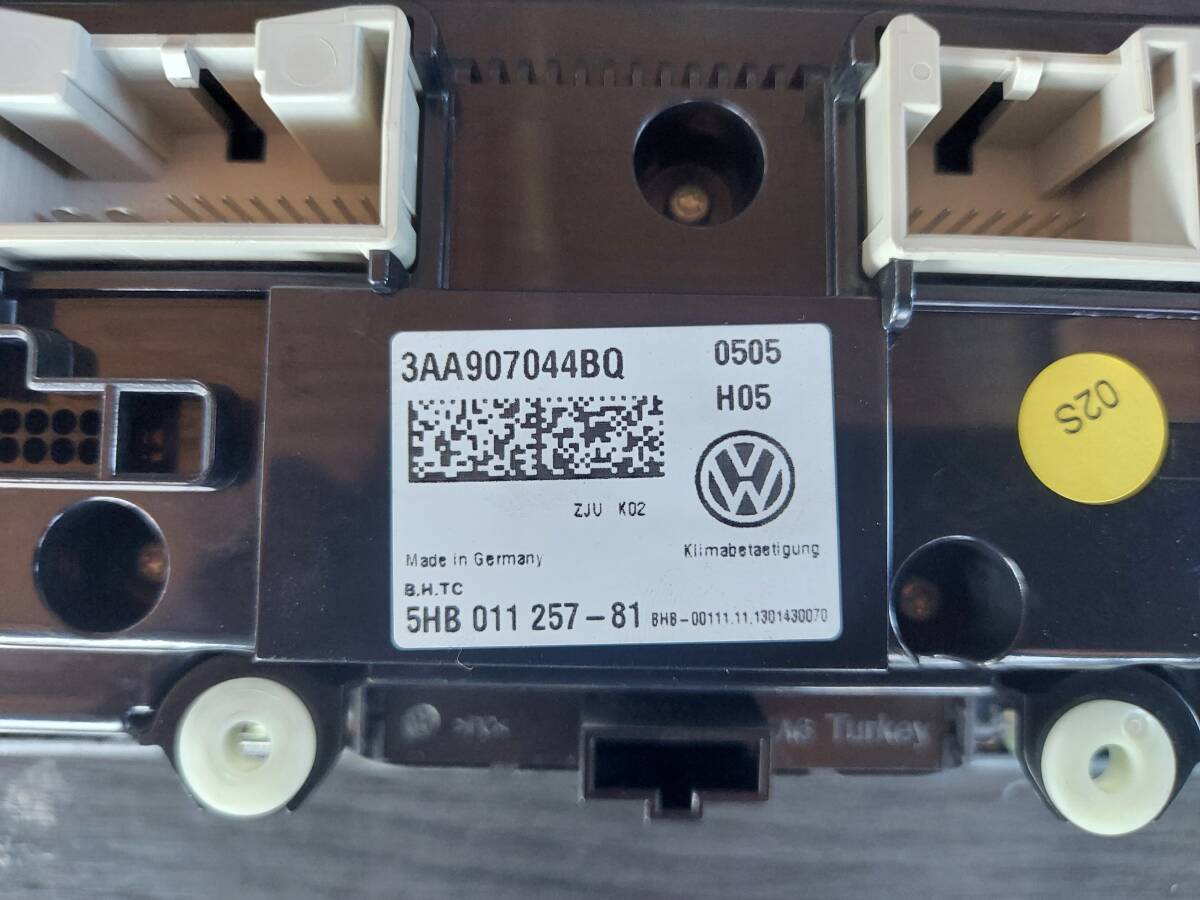 3AA907044BQ
0505
H05
ZJU K02
Made in Germany
Klimabetaetigung
B.H.TC
5HB 011 257-81 BHB-00111.11.1301430070
02S
AG Turkey